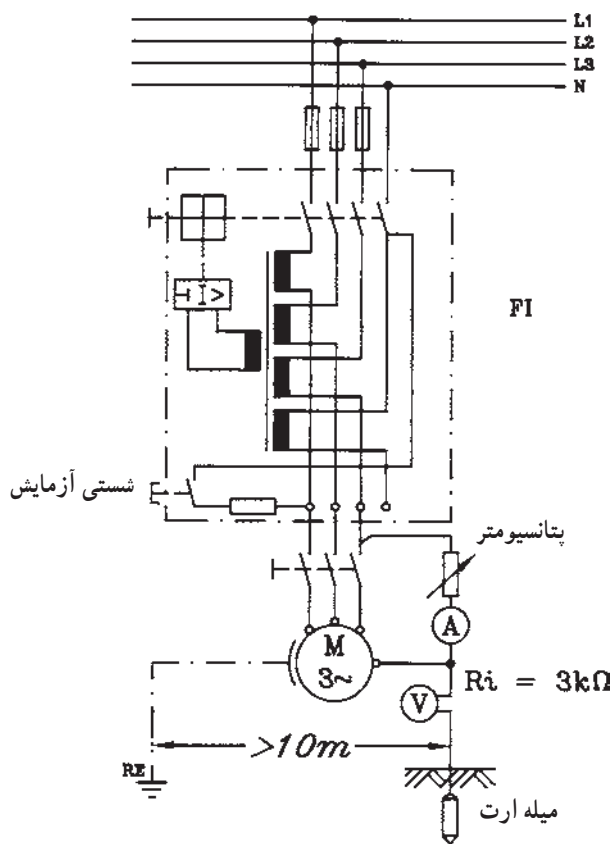 L1
L2
L3
N
FI
شستی آزمایش
پتانسیومتر
A
M
3~
Ri = 3kΩ
V
>10m
RE
میله ارت